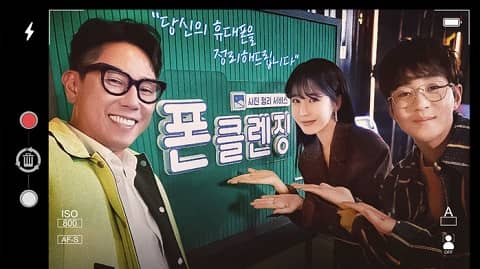 "당신의 휴대폰을
정리해드립니다"
사진 정리 서비스
폰 클렌징
ISO
800
AF-S
A
OFF